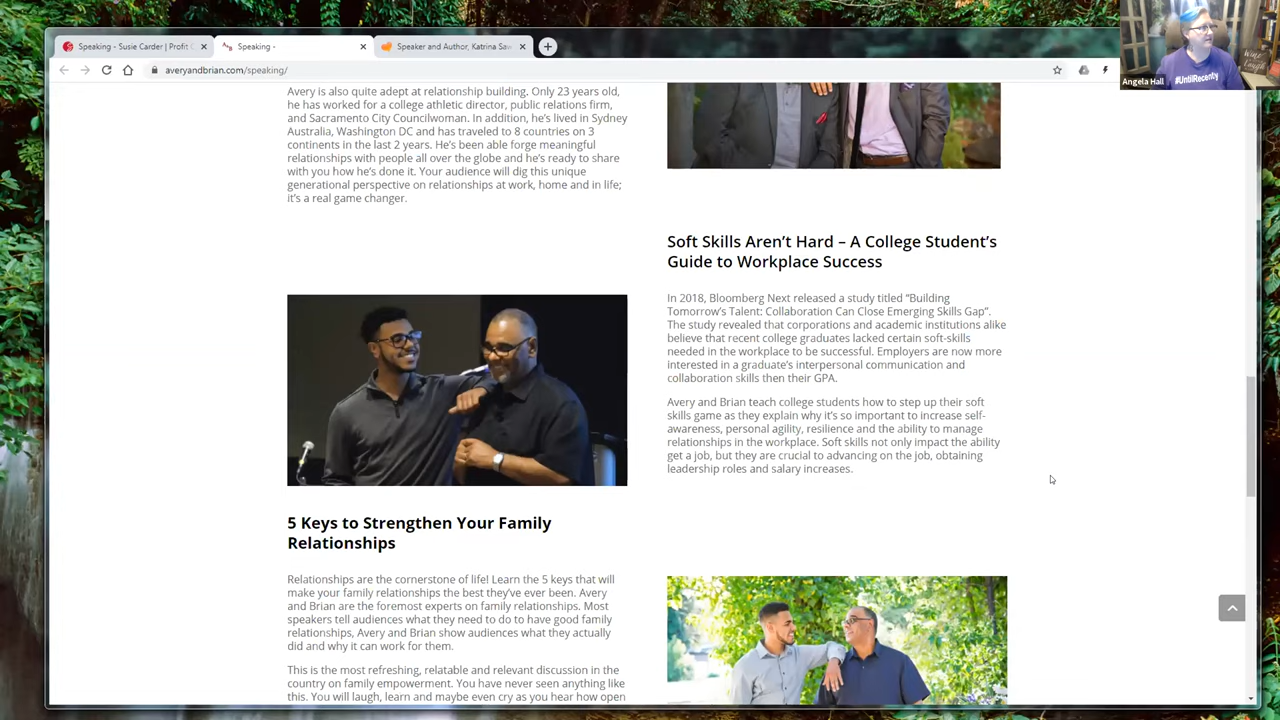 Speaking - Susie Carder | Profit C
Speaking -
Speaker and Author, Katrina Saw
averyandbrian.com/speaking/
Angela Hall
#UntilRecently
Avery is also quite adept at relationship building. Only 23 years old,
he has worked for a college athletic director, public relations firm,
and Sacramento City Councilwoman. In addition, he's lived in Sydney
Australia, Washington DC and has traveled to 8 countries on 3
continents in the last 2 years. He's been able forge meaningful
relationships with people all over the globe and he's ready to share
with you how he's done it. Your audience will dig this unique
generational perspective on relationships at work, home and in life;
it's a real game changer.
Soft Skills Aren't Hard – A College Student's
Guide to Workplace Success
In 2018, Bloomberg Next released a study titled “Building
Tomorrow's Talent: Collaboration Can Close Emerging Skills Gap”.
The study revealed that corporations and academic institutions alike
believe that recent college graduates lacked certain soft-skills
needed in the workplace to be successful. Employers are now more
interested in a graduate's interpersonal communication and
collaboration skills then their GPA.
Avery and Brian teach college students how to step up their soft
skills game as they explain why it's so important to increase self-
awareness, personal agility, resilience and the ability to manage
relationships in the workplace. Soft skills not only impact the ability
get a job, but they are crucial to advancing on the job, obtaining
leadership roles and salary increases.
5 Keys to Strengthen Your Family
Relationships
Relationships are the cornerstone of life! Learn the 5 keys that will
make your family relationships the best they've ever been. Avery
and Brian are the foremost experts on family relationships. Most
speakers tell audiences what they need to do to have good family
relationships, Avery and Brian show audiences what they actually
did and why it can work for them.
This is the most refreshing, relatable and relevant discussion in the
country on family empowerment. You have never seen anything like
this. You will laugh, learn and maybe even cry as you hear how open